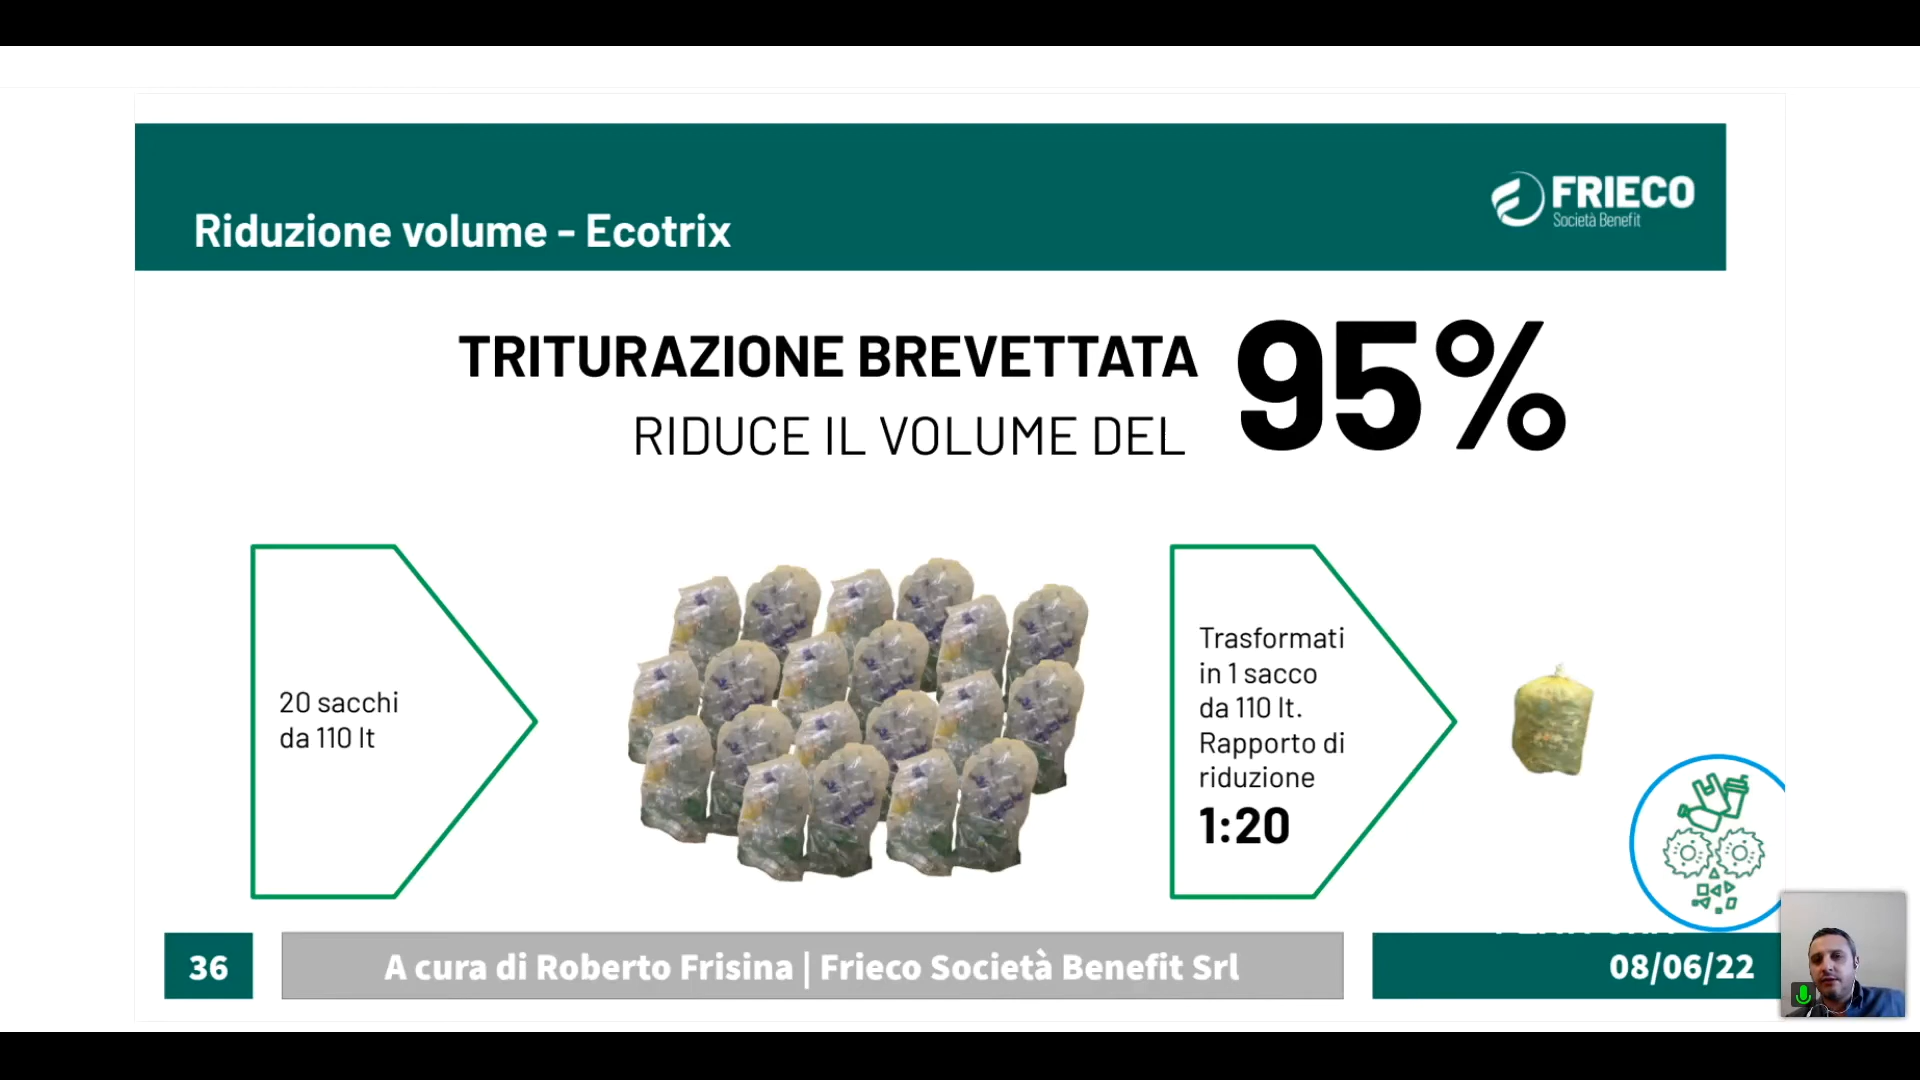 FRIECO
Società Benefit
Riduzione volume - Ecotrix
TRITURAZIONE BREVETTATA
RIDUCE IL VOLUME DEL
95%
20 sacchi
da 110 lt
Trasformati
in 1 sacco
da 110 lt.
Rapporto di
riduzione
1:20
36
A cura di Roberto Frisina | Frieco Società Benefit Srl
08/06/22